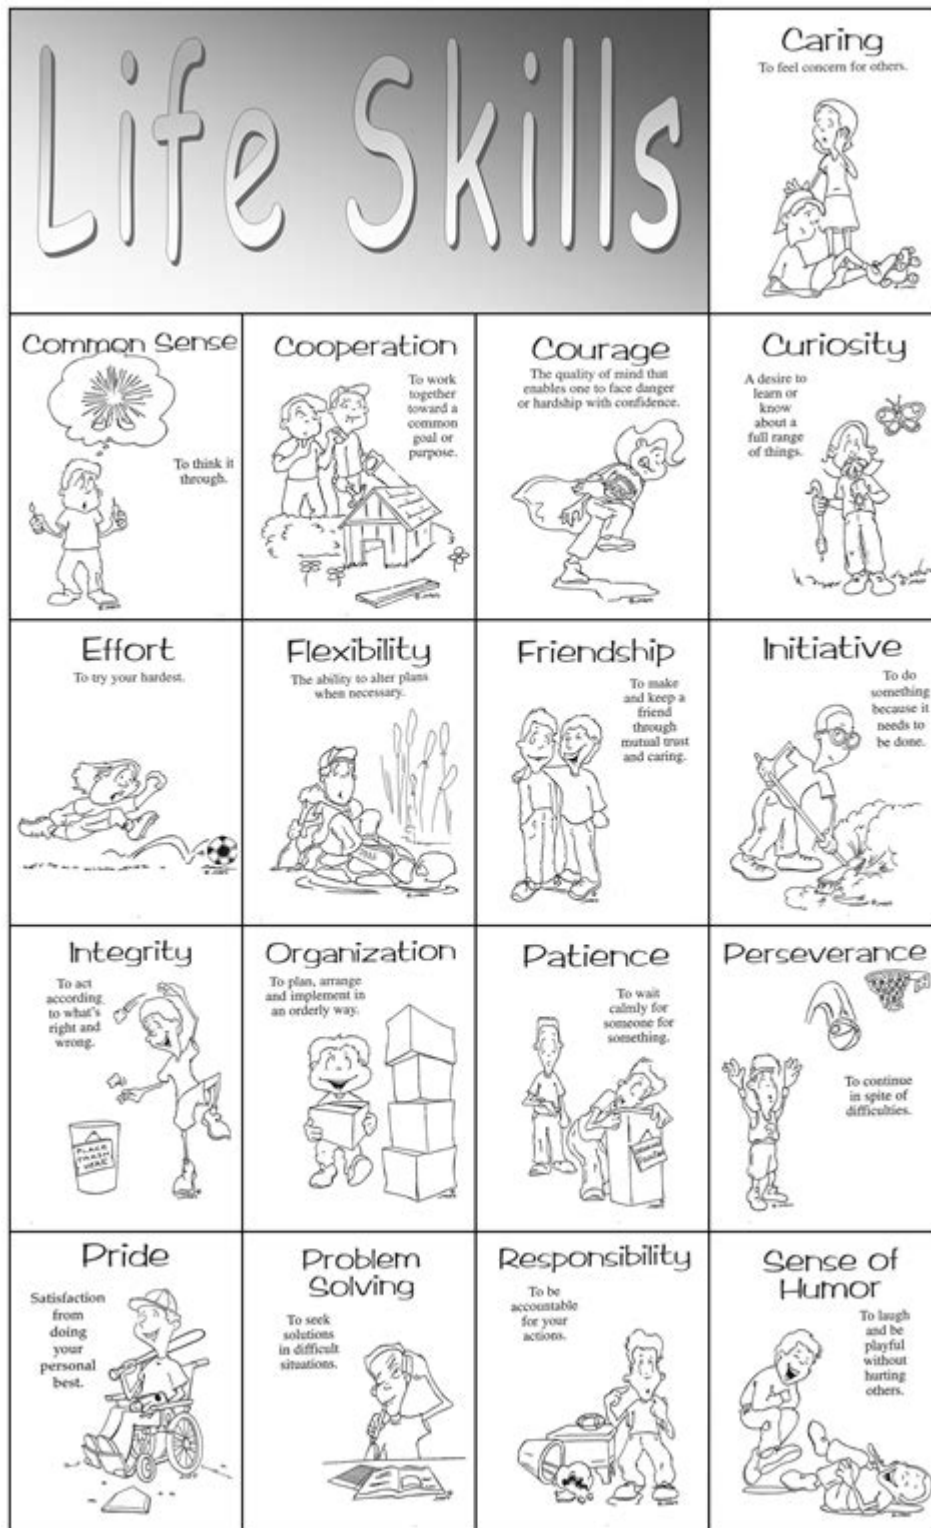 Life Skills
Caring
To feel concern for others.
Common Sense
To think it
through.
Cooperation
To work
together
toward a
common
goal or
purpose.
Courage
The quality of mind that
enables one to face danger
or hardship with confidence.
Curiosity
A desire to
learn or
know
about a
full range
of things.
Effort
To try your hardest.
Flexibility
The ability to alter plans
when necessary.
Friendship
To make
and keep a
friend
through
mutual trust
and caring.
Initiative
To do
something
because it
needs to
be done.
Integrity
To act
according
to what's
right and
wrong.
PLACE
TRASH
HERE
Organization
To plan, arrange
and implement in
an orderly way.
Patience
To wait
calmly for
someone for
something.
Perseverance
To continue
in spite of
difficulties.
Pride
Satisfaction
from
doing
your
personal
best.
Problem
Solving
To seek
solutions
in difficult
situations.
Responsibility
To be
accountable
for your
actions.
Sense of
Humor
To laugh
and be
playful
without
hurting
others.